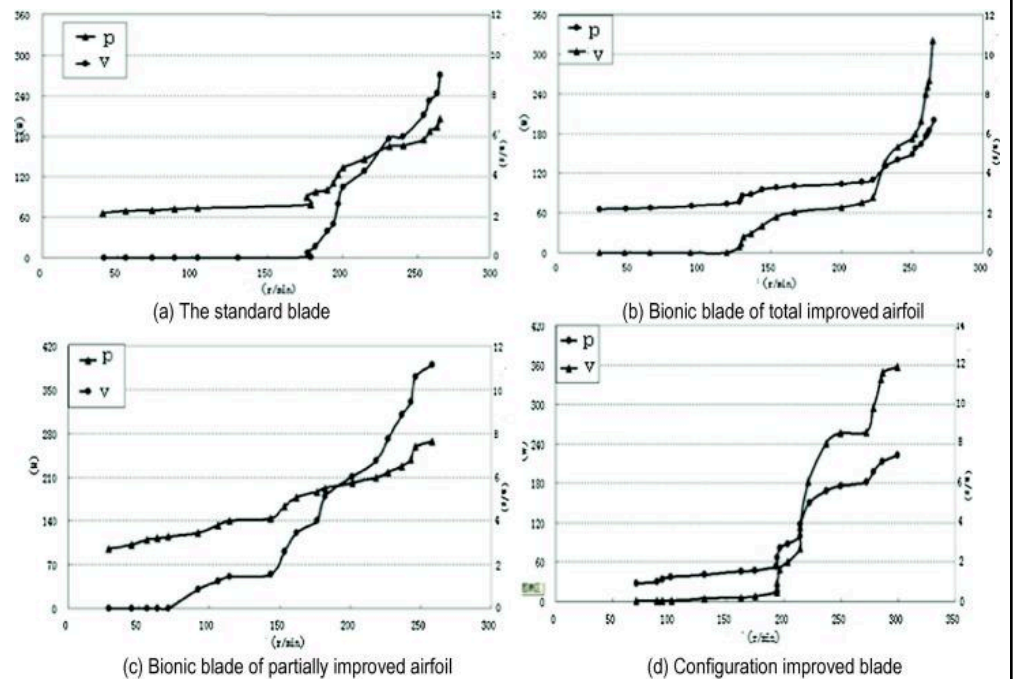 360
300
240
180
120
60
0
(W)
p
v
12
10
8
6
4
2
0
0 50 100 150 200 250 300
(r/min)
(a) The standard blade
360
300
240
180
120
60
0
(W)
p
v
12
10
8
6
4
2
0
0 50 100 150 200 250 300
(r/min)
(b) Bionic blade of total improved airfoil
420
350
280
210
140
70
0
(W)
p
v
12
10
8
6
4
2
0
0 50 100 150 200 250 300
(r/min)
(c) Bionic blade of partially improved airfoil
420
360
300
240
180
120
60
0
p
v
14
12
10
8
6
4
2
0
0 50 100 150 200 250 300 350
(r/min)
(d) Configuration improved blade